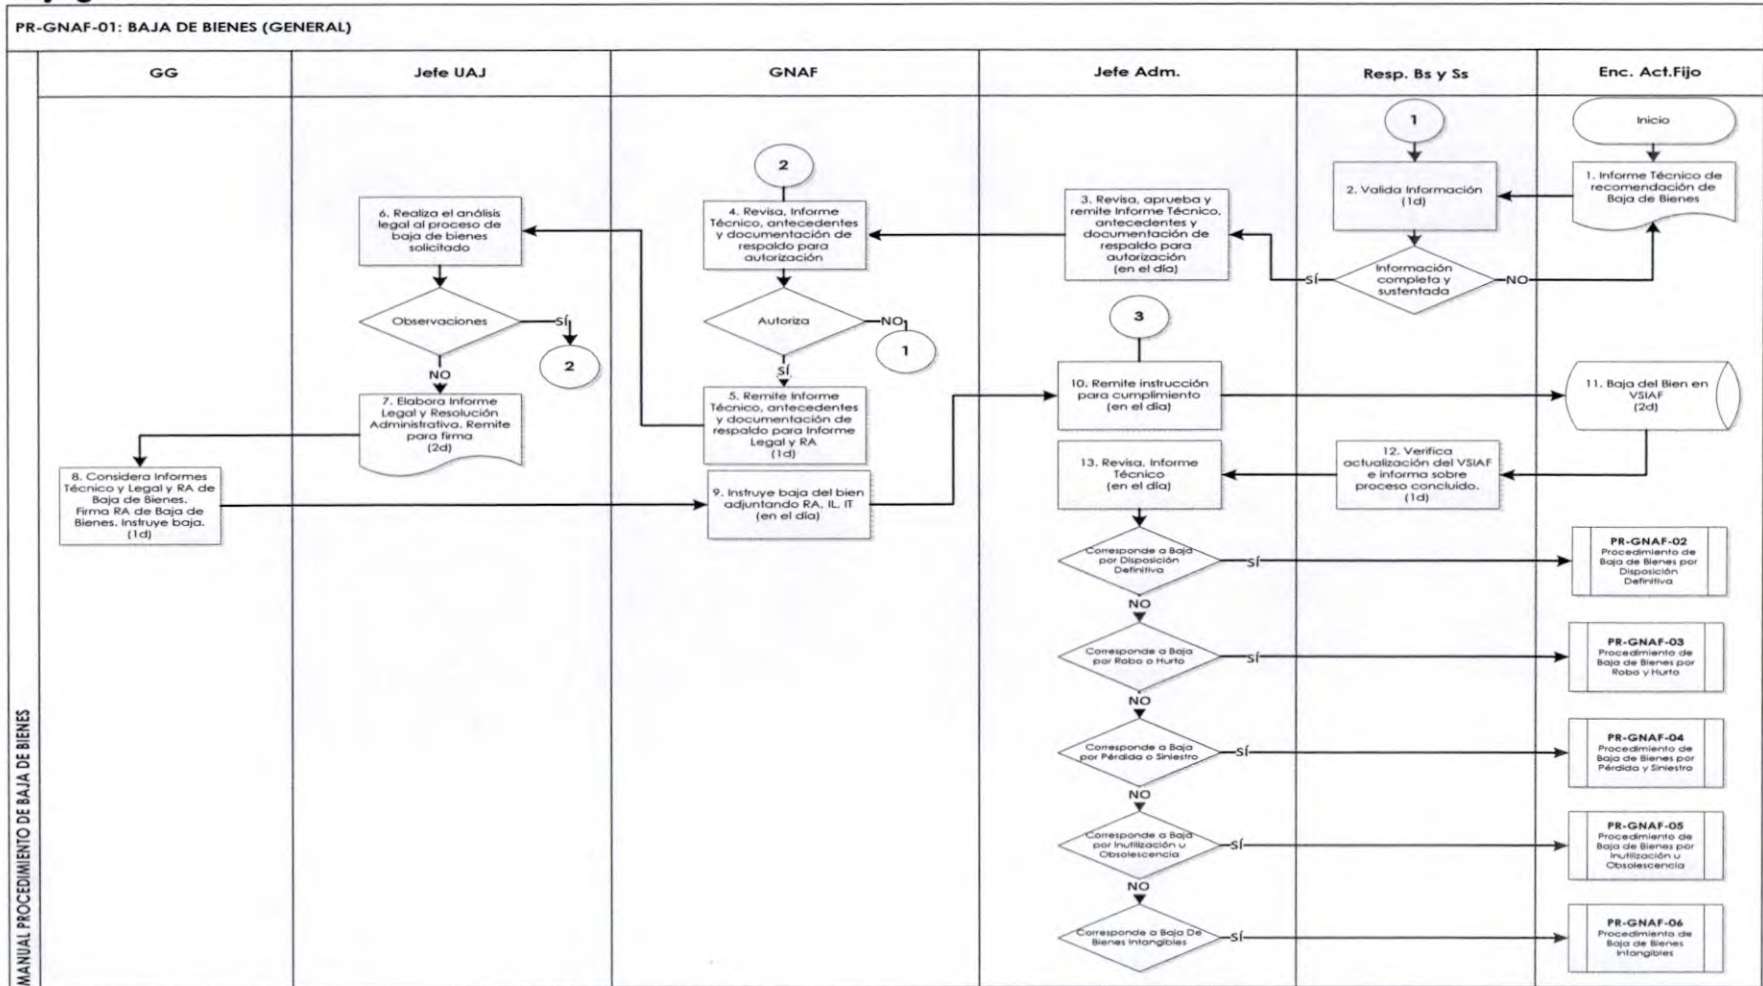 PR-GNAF-01: BAJA DE BIENES (GENERAL)
MANUAL PROCEDIMIENTO DE BAJA DE BIENES
GG
Jefe UAJ
GNAF
Jefe Adm.
Resp. Bs y Ss
Enc. Act.Fijo
Inicio
1. Informe Técnico de
recomendación de
Baja de Bienes
1
2. Valida Información
(1d)
Información
completa y
sustentada
SÍ
NO
3. Revisa, aprueba y
remite Informe Técnico,
antecedentes y
documentación de
respaldo para
autorización
(en el día)
2
4. Revisa, Informe
Técnico, antecedentes
y documentación de
respaldo para
autorización
Autoriza
NO
1
SÍ
5. Remite Informe
Técnico, antecedentes
y documentación de
respaldo para Informe
Legal y RA
(1d)
6. Realiza el análisis
legal al proceso de
baja de bienes
solicitado
Observaciones
SÍ
2
NO
7. Elabora Informe
Legal y Resolución
Administrativa. Remite
para firma
(2d)
8. Considera Informes
Técnico y Legal y RA de
Baja de Bienes.
Firma RA de Baja de
Bienes. Instruye baja.
(1d)
9. Instruye baja del bien
adjuntando RA, IL, IT
(en el día)
3
10. Remite instrucción
para cumplimiento
(en el día)
11. Baja del Bien en
VSIAF
(2d)
12. Verifica
actualización del VSIAF
e informa sobre
proceso concluido.
(1d)
13. Revisa, Informe
Técnico
(en el día)
Corresponde a Baja
por Disposición
Definitiva
SÍ
PR-GNAF-02
Procedimiento de
Baja de Bienes por
Disposición
Definitiva
NO
Corresponde a Baja
por Robo o Hurto
SÍ
PR-GNAF-03
Procedimiento de
Baja de Bienes por
Robo y Hurto
NO
Corresponde a Baja
por Pérdida o Siniestro
SÍ
PR-GNAF-04
Procedimiento de
Baja de Bienes por
Pérdida y Siniestro
NO
Corresponde a Baja
por Inutilización u
Obsolescencia
SÍ
PR-GNAF-05
Procedimiento de
Baja de Bienes por
Inutilización u
Obsolescencia
NO
Corresponde a Baja De
Bienes Intangibles
SÍ
PR-GNAF-06
Procedimiento de
Baja de Bienes
Intangibles